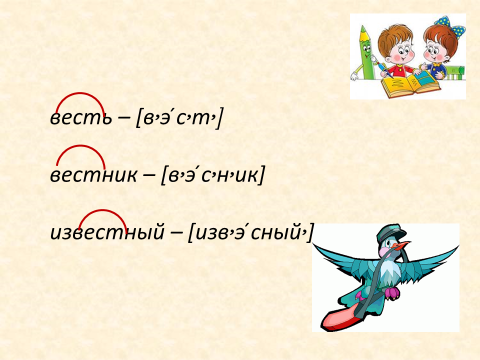 весть – [в,э´с,т,]
вестник – [в,э´с,н,ик]
известный – [изв,э´сный,]